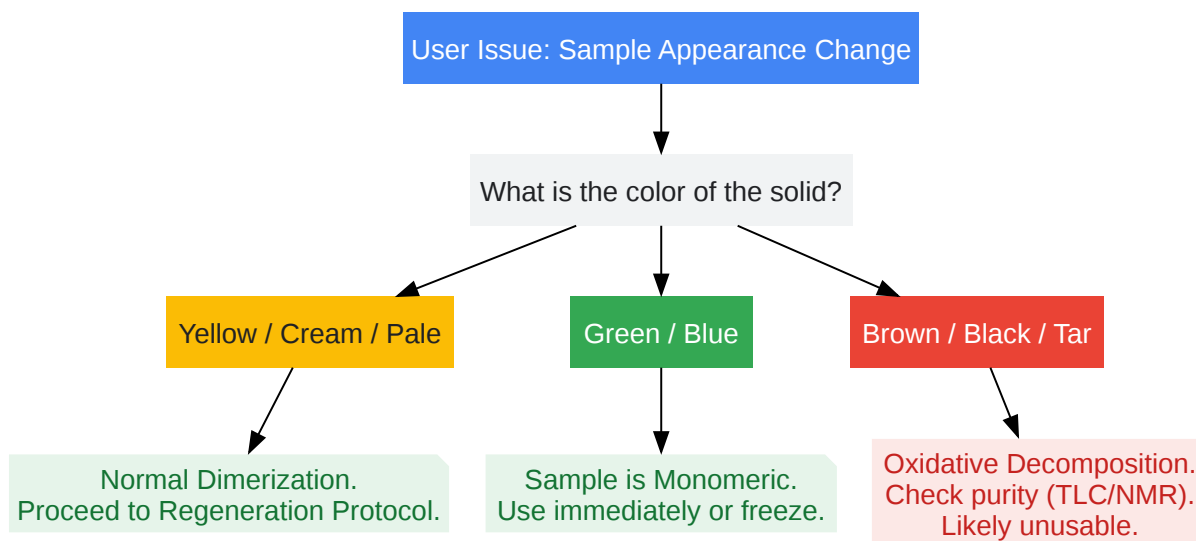 User Issue: Sample Appearance Change
What is the color of the solid?
Yellow / Cream / Pale
Green / Blue
Brown / Black / Tar
Normal Dimerization.
Proceed to Regeneration Protocol.
Sample is Monomeric.
Use immediately or freeze.
Oxidative Decomposition.
Check purity (TLC/NMR).
Likely unusable.